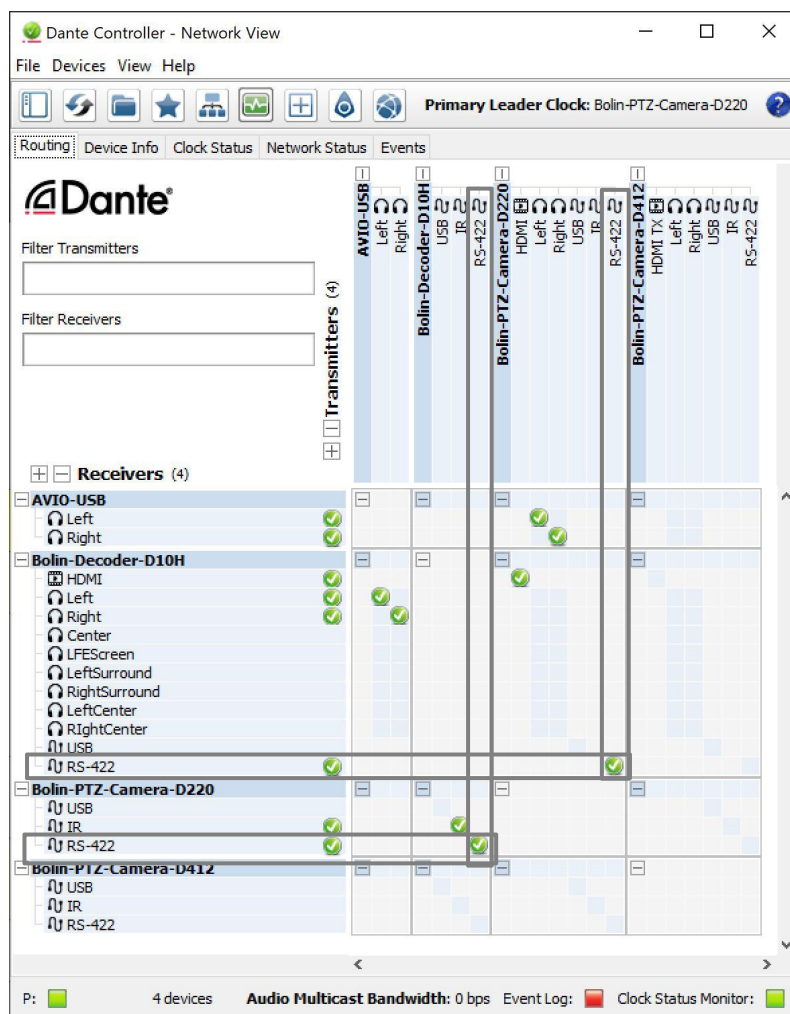 Dante Controller - Network View
File Devices View Help
Primary Leader Clock: Bolin-PTZ-Camera-D220
?
Routing Device Info Clock Status Network Status Events
Dante®
Filter Transmitters
Filter Receivers
Transmitters (4)
AVIO-USB
Left
Right
Bolin-Decoder-D10H
USB
IR
RS-422
Bolin-PTZ-Camera-D220
HDMI
Left
Right
USB
IR
RS-422
Bolin-PTZ-Camera-D412
HDMI TX
Left
Right
USB
IR
RS-422
Receivers (4)
AVIO-USB
Left
Right
Bolin-Decoder-D10H
HDMI
Left
Right
Center
LFEScreen
LeftSurround
RightSurround
LeftCenter
RIghtCenter
USB
RS-422
Bolin-PTZ-Camera-D220
USB
IR
RS-422
Bolin-PTZ-Camera-D412
USB
IR
RS-422
P: 4 devices Audio Multicast Bandwidth: 0 bps Event Log: Clock Status Monitor: